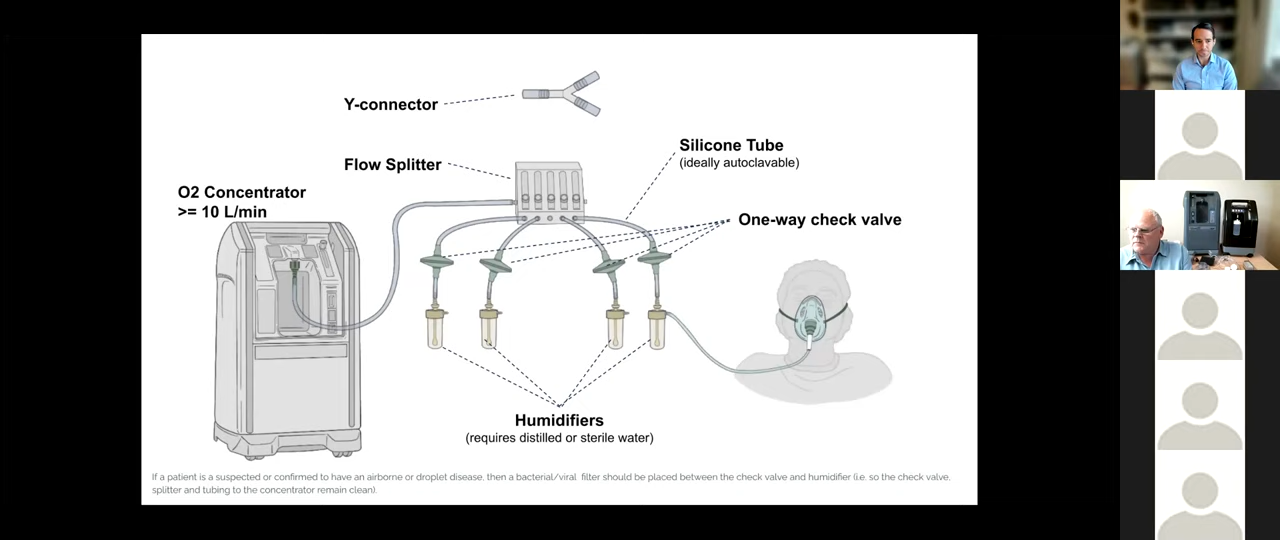 Y-connector
Flow Splitter
Silicone Tube
(ideally autoclavable)
O2 Concentrator
>= 10 L/min
One-way check valve
Humidifiers
(requires distilled or sterile water)
If a patient is a suspected or confirmed to have an airborne or droplet disease, then a bacterial/viral filter should be placed between the check valve and humidifier (i.e. so the check valve,
splitter and tubing to the concentrator remain clean).